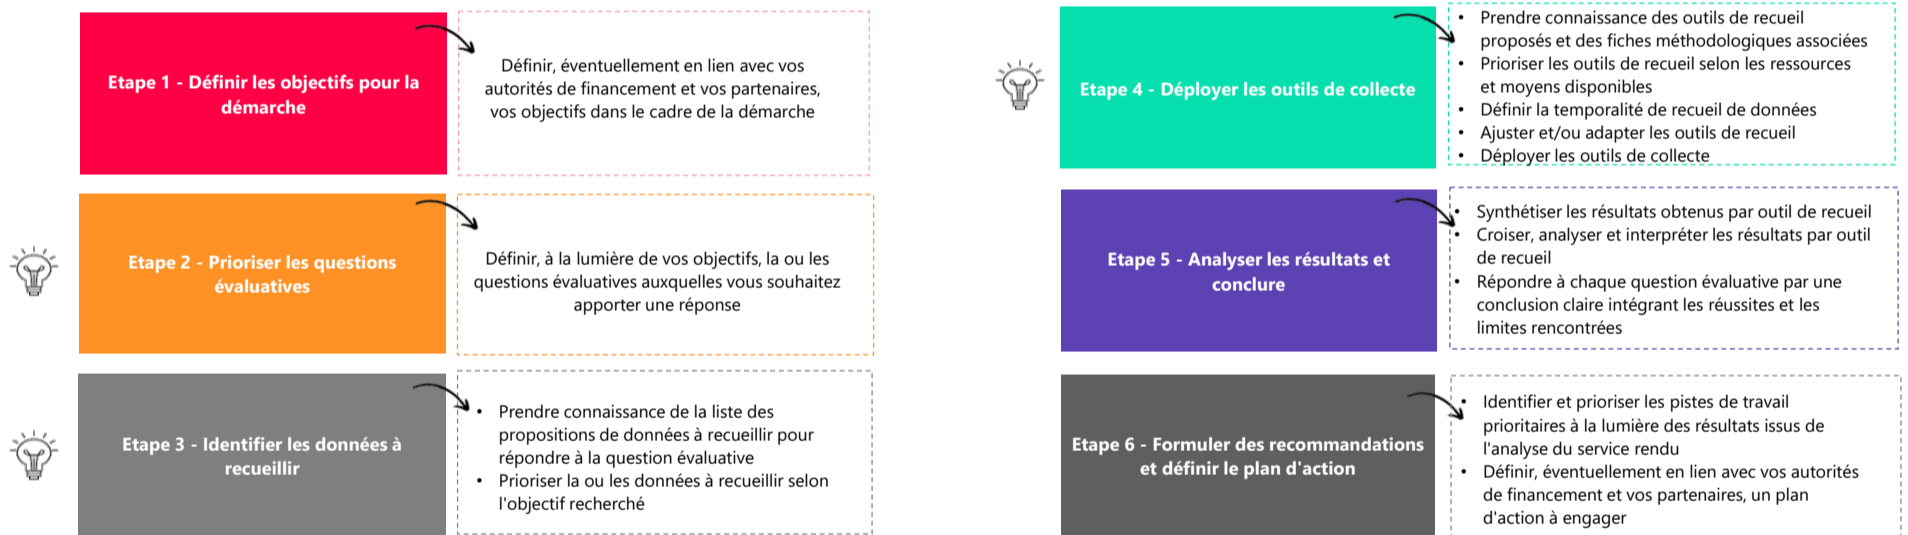 Etape 1 - Définir les objectifs pour la
démarche
Définir, éventuellement en lien avec vos
autorités de financement et vos partenaires,
vos objectifs dans le cadre de la démarche
Etape 2 - Prioriser les questions
évaluatives
Définir, à la lumière de vos objectifs, la ou les
questions évaluatives auxquelles vous souhaitez
apporter une réponse
Etape 3 - Identifier les données à
recueillir
• Prendre connaissance de la liste des
propositions de données à recueillir pour
répondre à la question évaluative
• Prioriser la ou les données à recueillir selon
l'objectif recherché
Etape 4 - Déployer les outils de collecte
• Prendre connaissance des outils de recueil
proposés et des fiches méthodologiques associées
• Prioriser les outils de recueil selon les ressources
et moyens disponibles
• Définir la temporalité de recueil de données
• Ajuster et/ou adapter les outils de recueil
• Déployer les outils de collecte
Etape 5 - Analyser les résultats et
conclure
• Synthétiser les résultats obtenus par outil de recueil
• Croiser, analyser et interpréter les résultats par outil
de recueil
• Répondre à chaque question évaluative par une
conclusion claire intégrant les réussites et les
limites rencontrées
Etape 6 - Formuler des recommandations
et définir le plan d'action
• Identifier et prioriser les pistes de travail
prioritaires à la lumière des résultats issus de
l'analyse du service rendu
• Définir, éventuellement en lien avec vos autorités
de financement et vos partenaires, un plan
d'action à engager